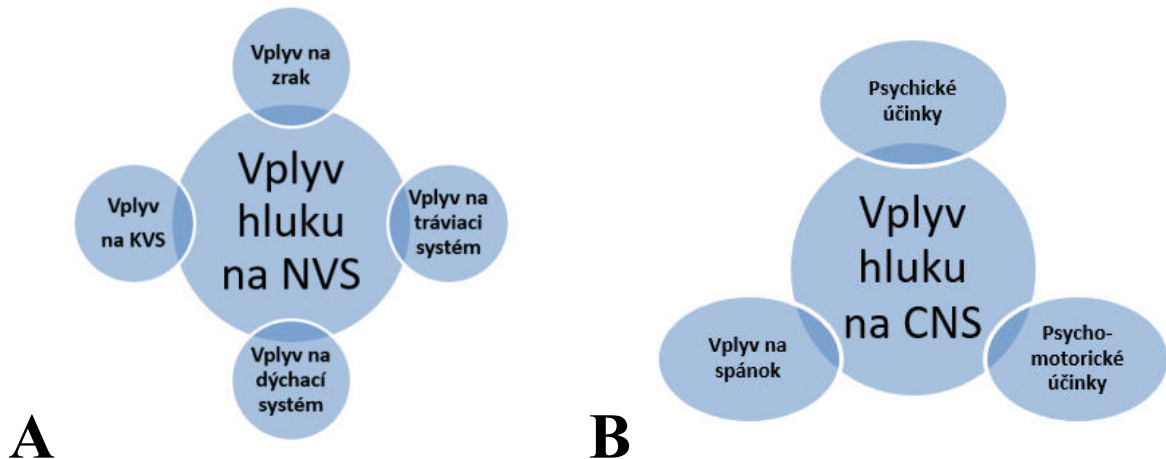 Vplyv na
zrak
Vplyv
na KVS
Vplyv
hluku
na NVS
Vplyv na
tráviaci
systém
Vplyv na
dýchací
systém
A
Psychické
účinky
Vplyv
hluku
na CNS
Vplyv na
spánok
Psycho-
motorické
účinky
B